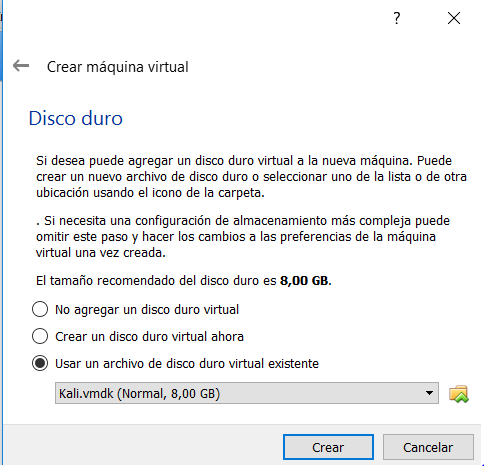 ?
Crear máquina virtual
Disco duro
Si desea puede agregar un disco duro virtual a la nueva máquina. Puede
crear un nuevo archivo de disco duro o seleccionar uno de la lista o de otra
ubicación usando el icono de la carpeta.
. Si necesita una configuración de almacenamiento más compleja puede
omitir este paso y hacer los cambios a las preferencias de la máquina
virtual una vez creada.
El tamaño recomendado del disco duro es 8,00 GB.
No agregar un disco duro virtual
Crear un disco duro virtual ahora
Usar un archivo de disco duro virtual existente
Kali.vmdk (Normal, 8,00 GB)
Crear
Cancelar